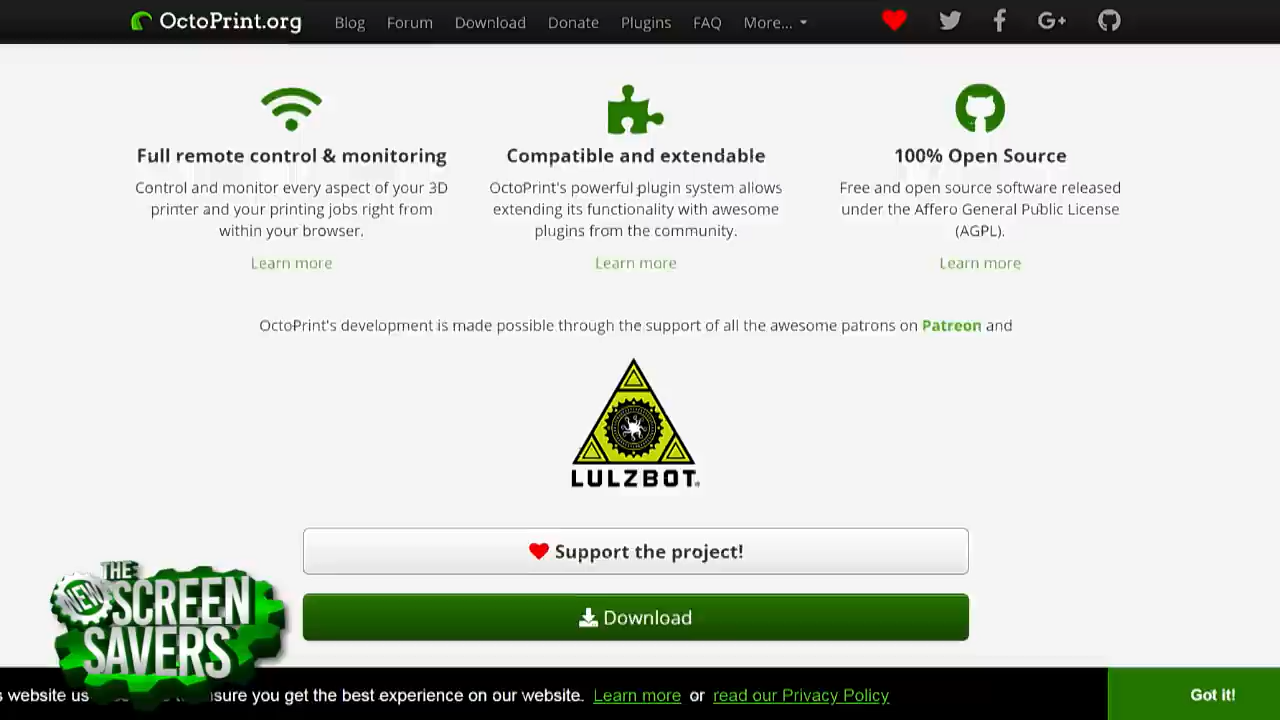 OctoPrint.org Blog Forum Download Donate Plugins FAQ More...
Full remote control & monitoring
Control and monitor every aspect of your 3D
printer and your printing jobs right from
within your browser.
Learn more
Compatible and extendable
OctoPrint's powerful plugin system allows
extending its functionality with awesome
plugins from the community.
Learn more
100% Open Source
Free and open source software released
under the Affero General Public License
(AGPL).
Learn more
OctoPrint's development is made possible through the support of all the awesome patrons on Patreon and
LULZBOT
Support the project!
Download
THE
NEW
SCREEN
SAVERS
website us sure you get the best experience on our website. Learn more or read our Privacy Policy
Got it!